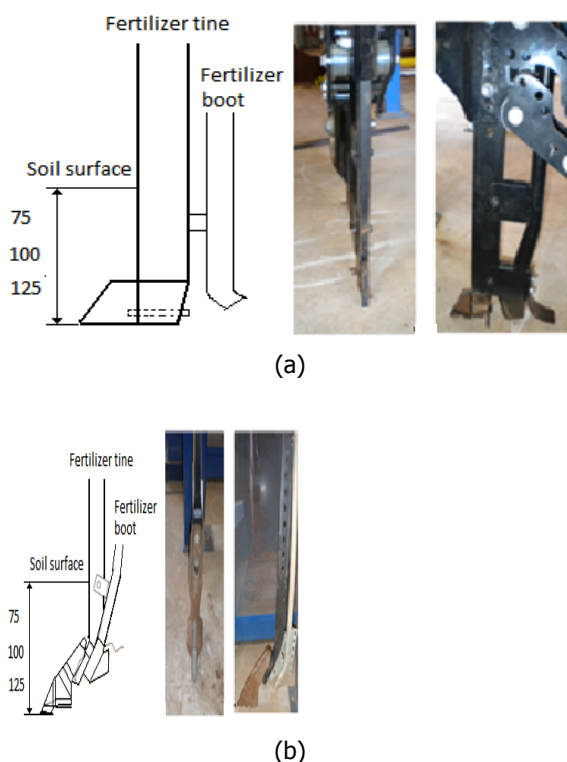 Fertilizer tine
Fertilizer
boot
Soil surface
75
100
125
(a)
Fertilizer tine
Fertilizer
boot
Soil surface
75
100
125
(b)